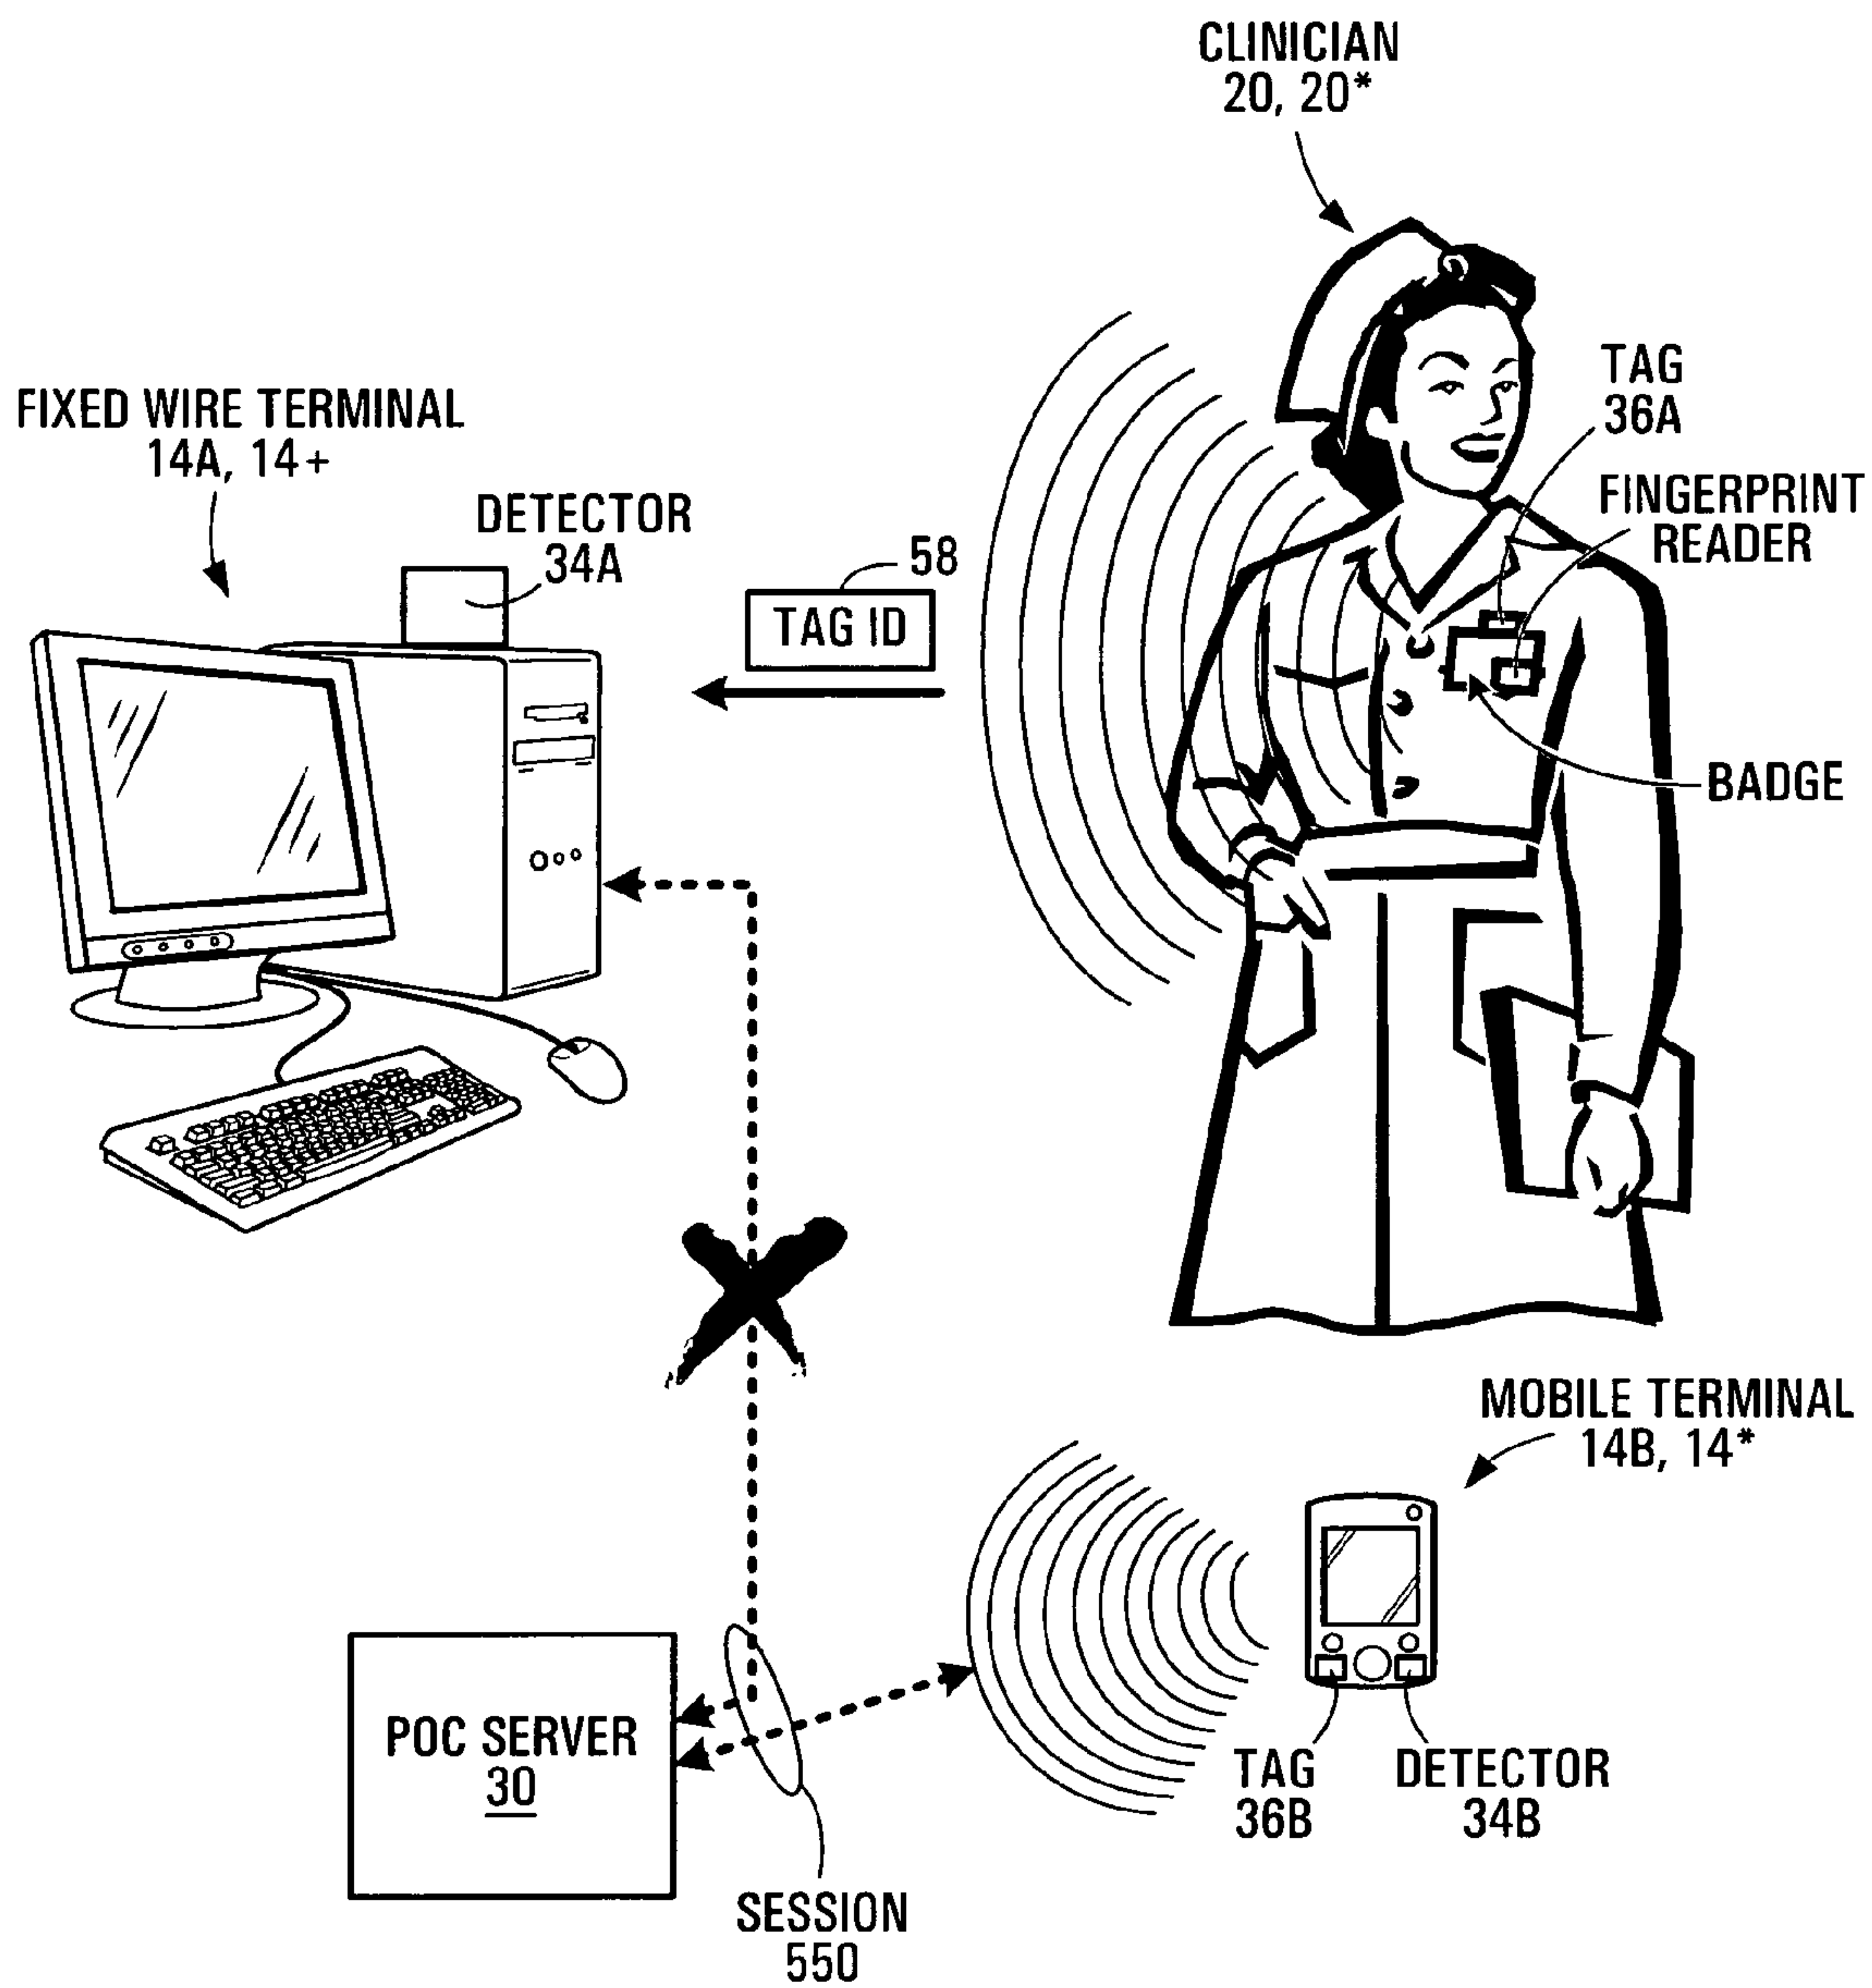 CLINICIAN
20, 20*
TAG
36A
FIXED WIRE TERMINAL
14A, 14+
FINGERPRINT
READER
DETECTOR
34A
58
TAG ID
BADGE
MOBILE TERMINAL
14B, 14*
POC SERVER
30
TAG
36B
DETECTOR
34B
SESSION
550